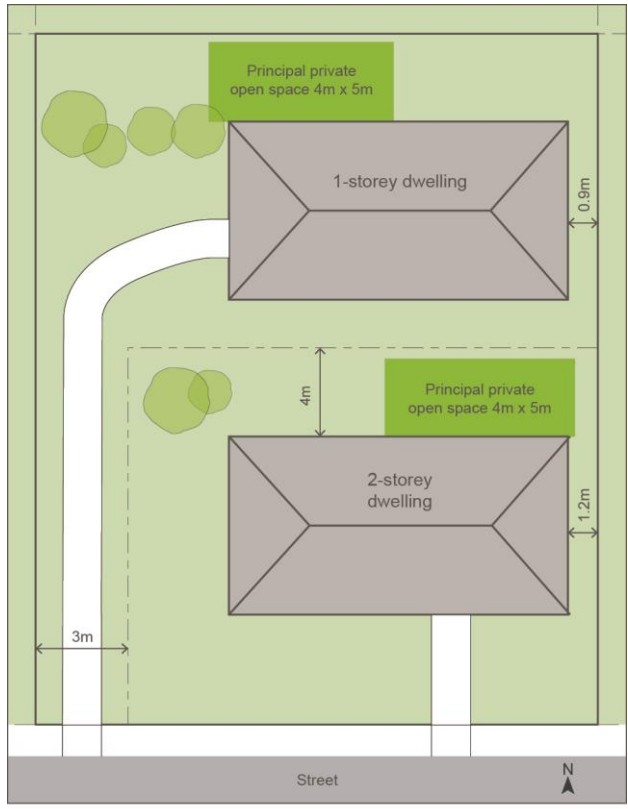 Principal private
open space 4m x 5m
1-storey dwelling
0.9m
4m
Principal private
open space 4m x 5m
2-storey
dwelling
1.2m
3m
Street
N